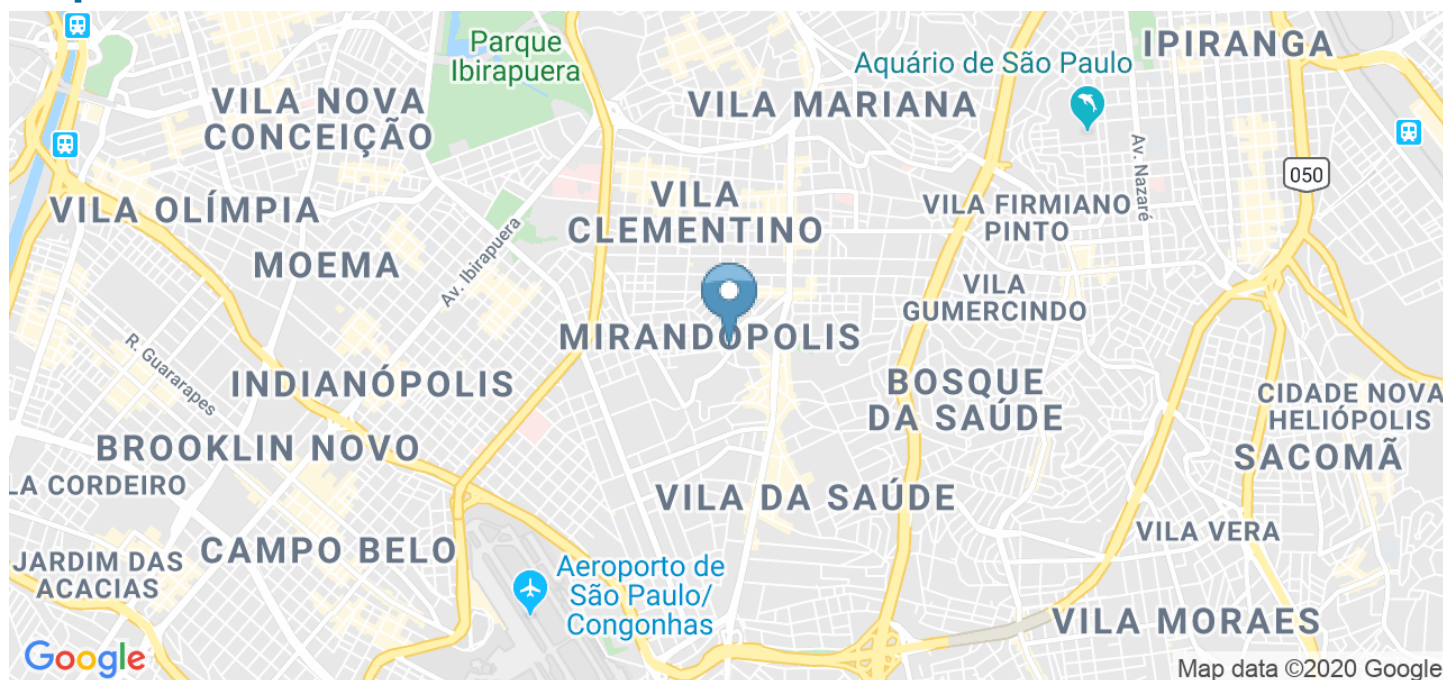 Parque
Ibirapuera
IPIRANGA
Aquário de São Paulo
VILA NOVA
CONCEIÇÃO
VILA MARIANA
Av. Nazaré
050
VILA OLÍMPIA
VILA
CLEMENTINO
VILA FIRMIANO
PINTO
MOEMA
Av. Ibirapuera
VILA
GUMERCINDO
MIRANDÓPOLIS
R. Guararapes
INDIANÓPOLIS
BOSQUE
DA SAÚDE
CIDADE NOVA
HELIÓPOLIS
BROOKLIN NOVO
SACOMÃ
LA CORDEIRO
VILA DA SAÚDE
VILA VERA
CAMPO BELO
JARDIM DAS
ACACIAS
Aeroporto de
São Paulo/
Congonhas
VILA MORAES
Google
Map data ©2020 Google